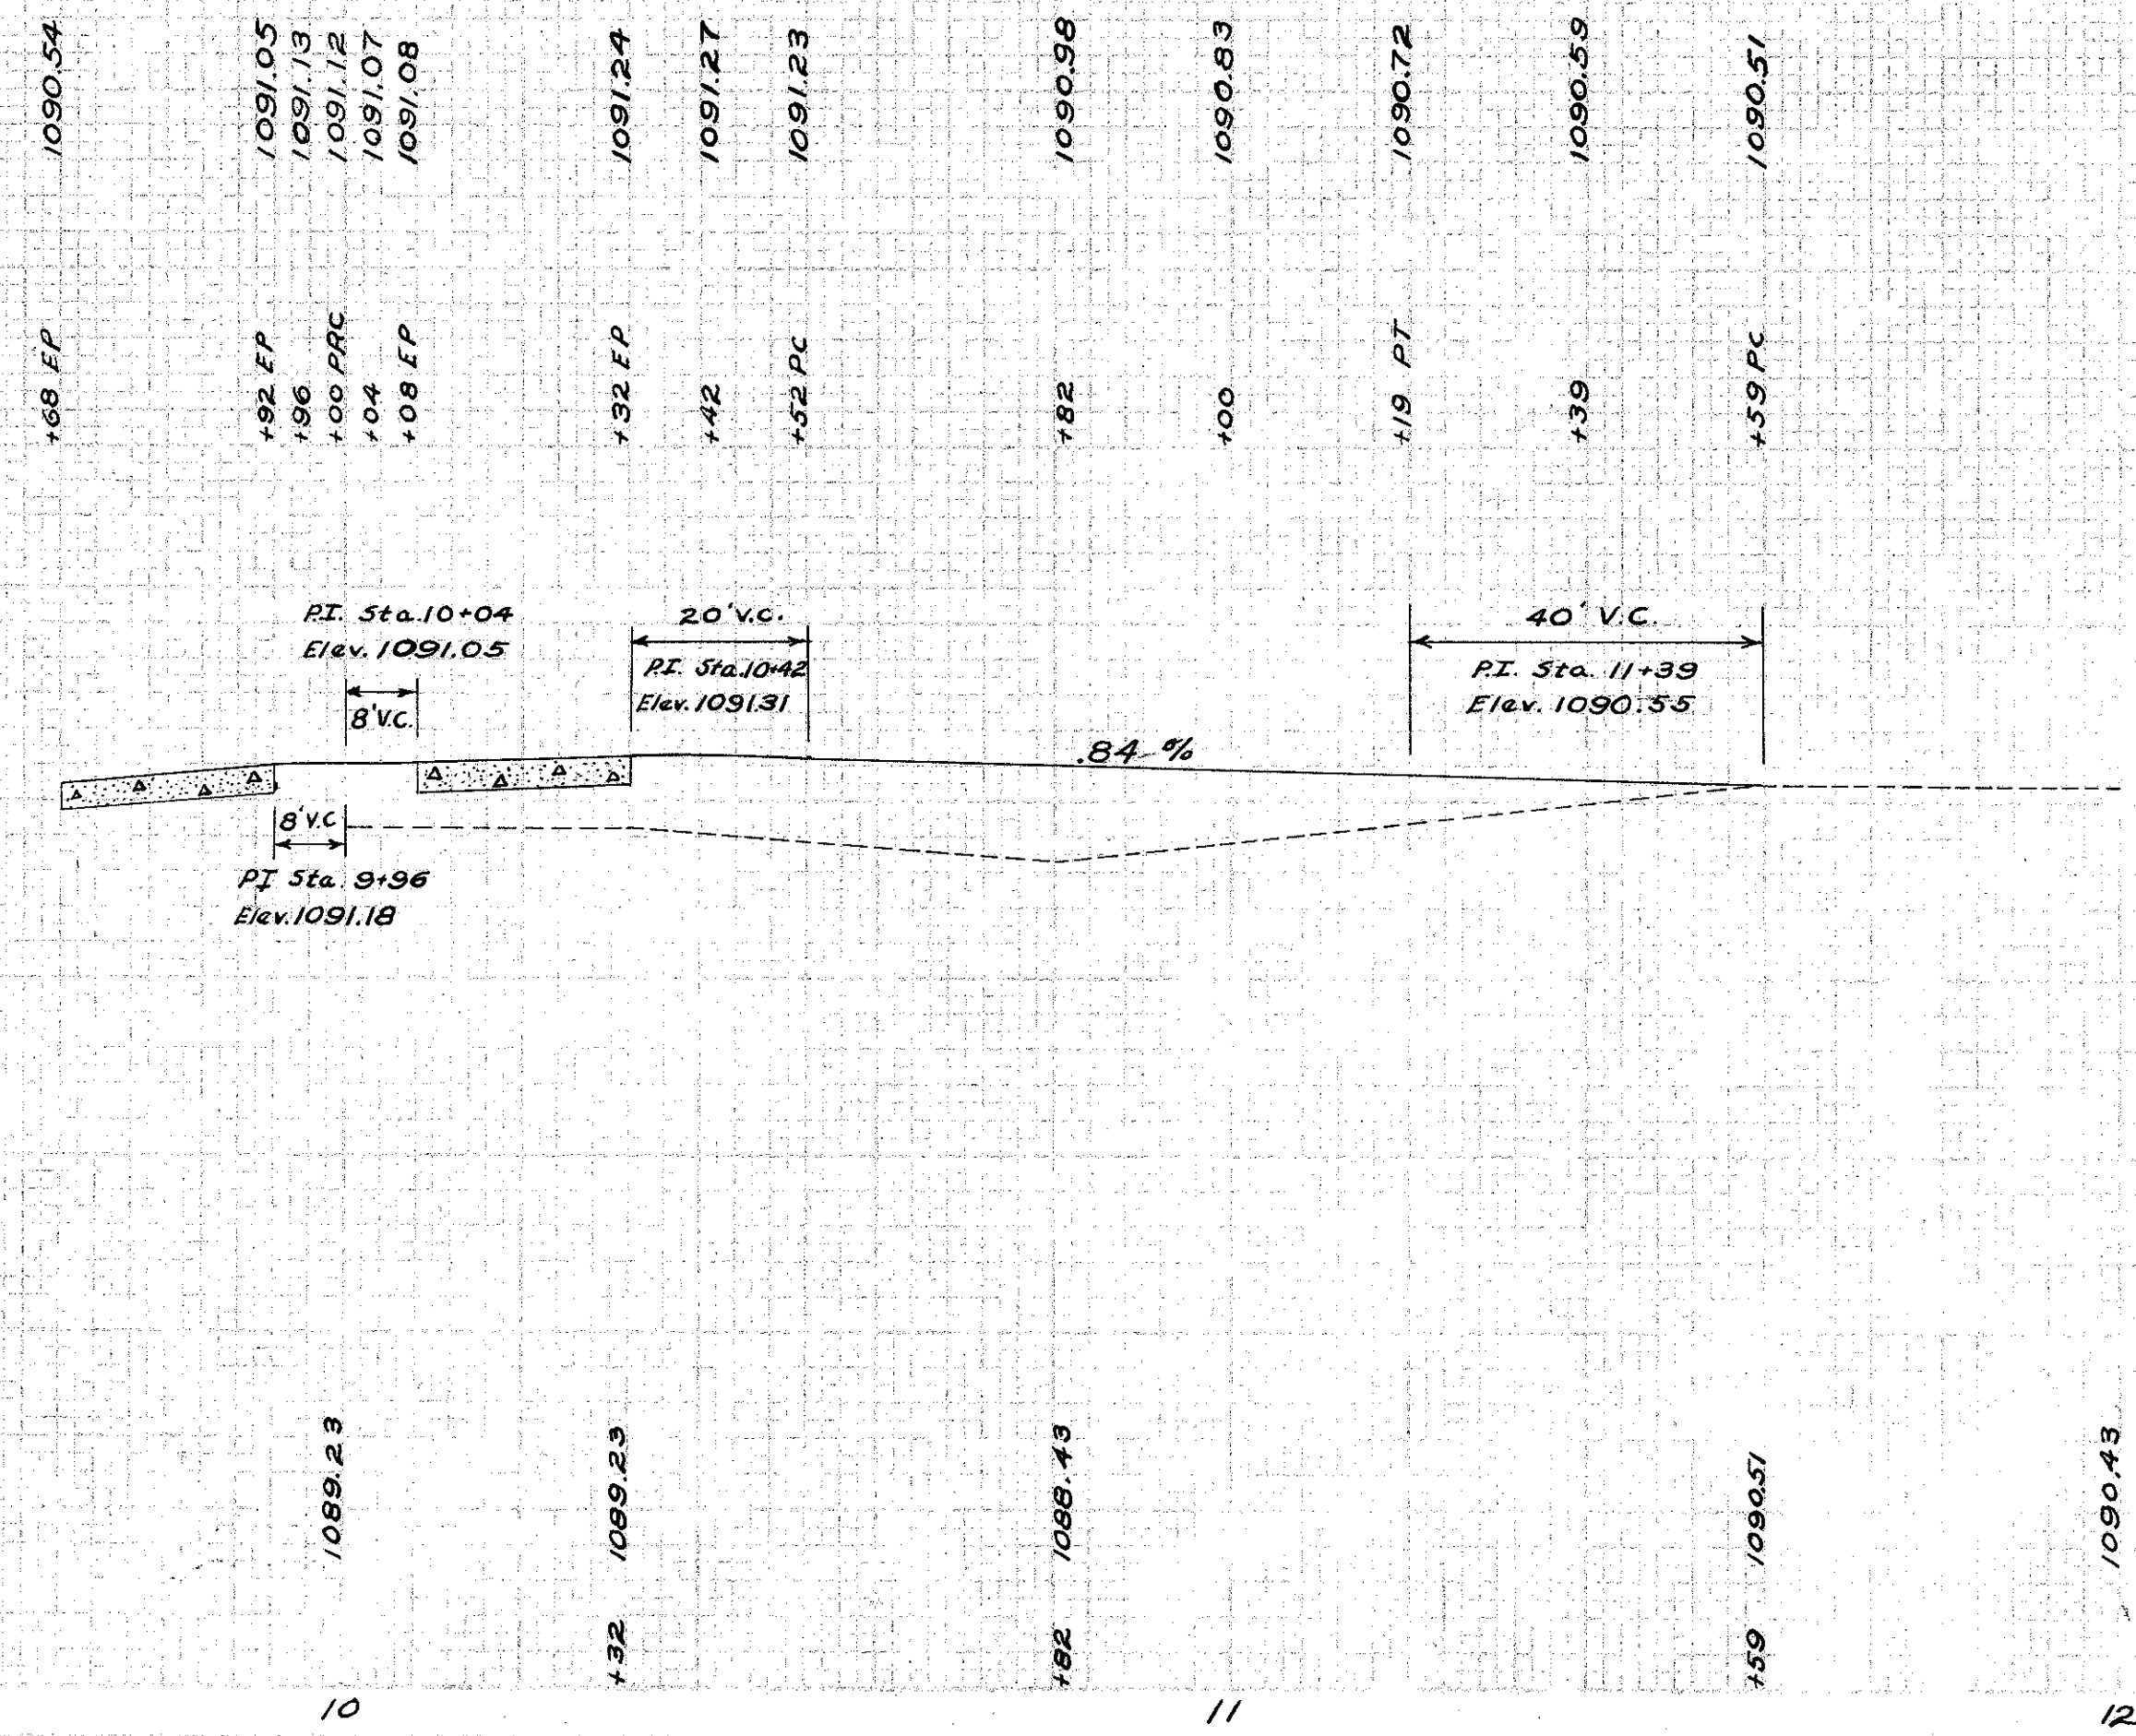 1090.54
1091.05
1091.13
1091.12
1091.07
1091.08
1091.24
1091.27
1091.23
1090.98
1090.83
1090.72
1090.59
1090.51
+68 EP
+92 EP
+96
+00 PRC
+04
+08 EP
+32 EP
+42
+52 PC
+82
+00
+19 PT
+39
+59 PC
P.I. Sta.10+04
Elev. 1091.05
8'V.C.
20'V.C.
P.I. Sta.10+42
Elev. 1091.31
40' V.C.
P.I. Sta. 11+39
Elev. 1090.55
.84 %
8'V.C
P.I Sta. 9+96
Elev. 1091.18
1089.23
1089.23
1088.43
1090.51
1090.43
+32
+82
+59
10
11
12